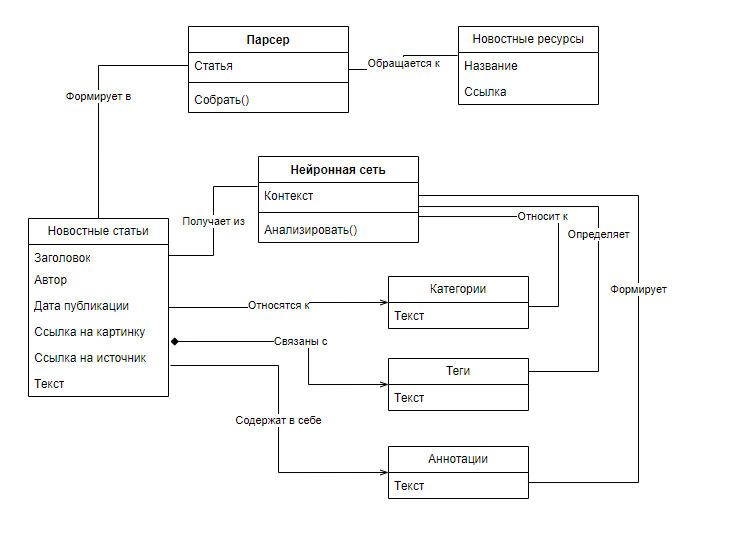 Парсер
Статья
Собрать()
Новостные ресурсы
Название
Ссылка
Обращается к
Формирует в
Нейронная сеть
Контекст
Анализировать()
Получает из
Относит к
Определяет
Формирует
Новостные статьи
Заголовок
Автор
Дата публикации
Ссылка на картинку
Ссылка на источник
Текст
Относятся к
Категории
Текст
Связаны с
Теги
Текст
Содержат в себе
Аннотации
Текст